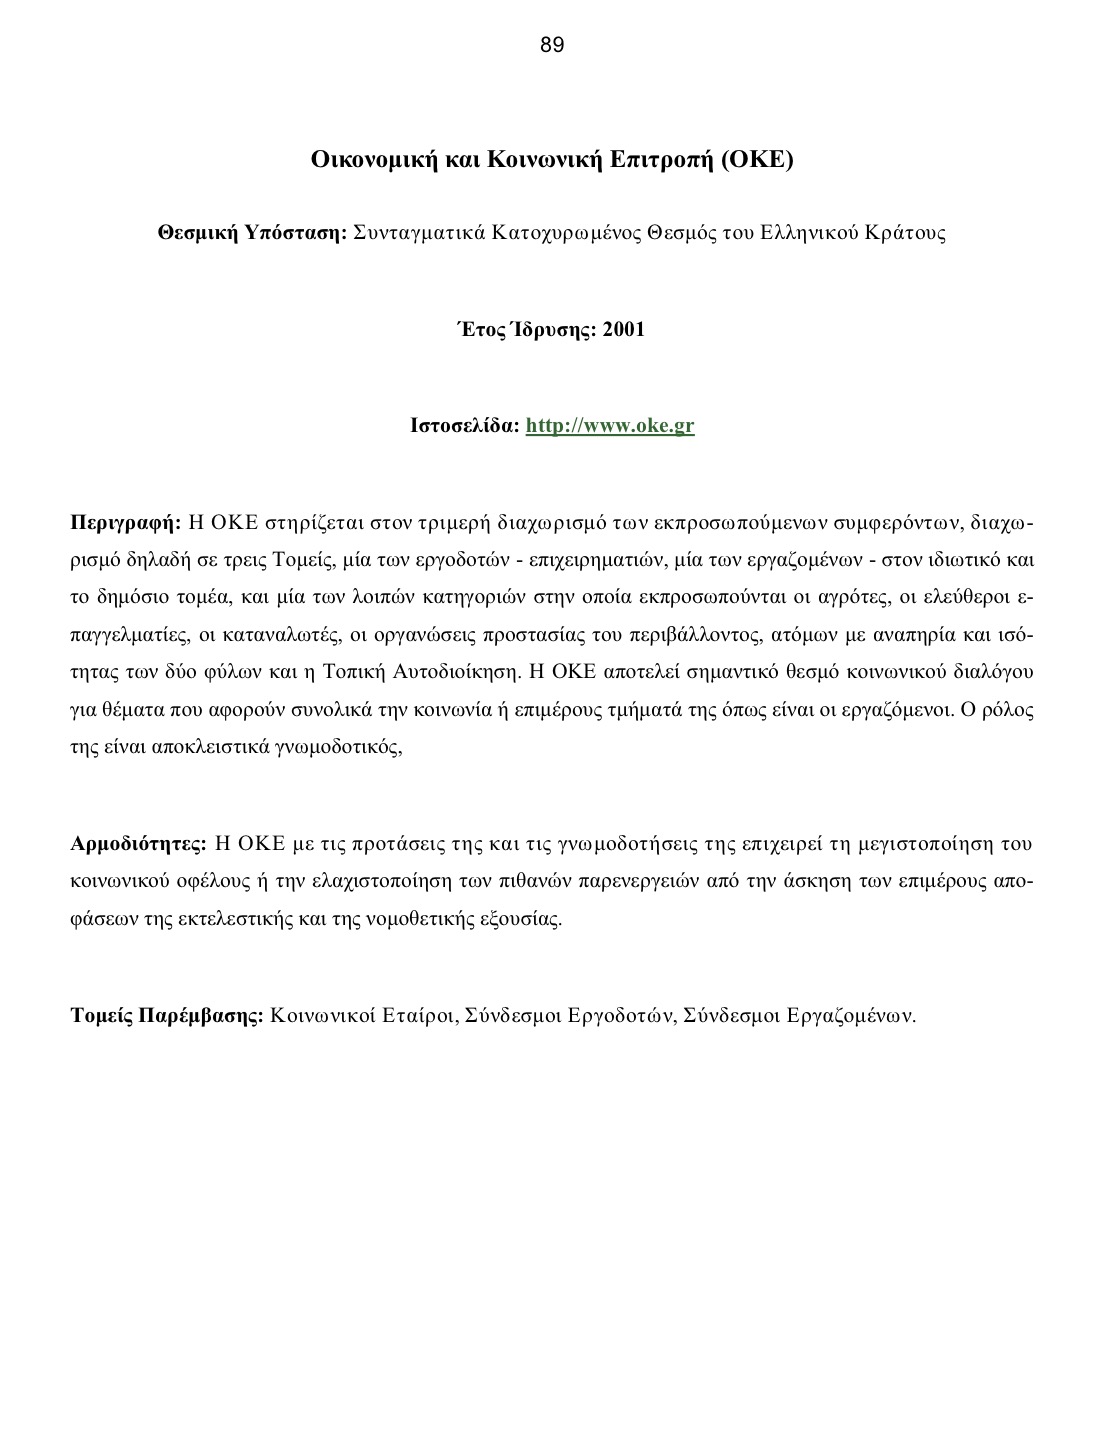 89
Οικονομική και Κοινωνική Επιτροπή (ΟΚΕ)
Θεσμική Υπόσταση: Συνταγματικά Κατοχυρωμένος Θεσμός του Ελληνικού Κράτους
Έτος Ίδρυσης: 2001
Ιστοσελίδα: http://www.oke.gr
Περιγραφή: Η ΟΚΕ στηρίζεται στον τριμερή διαχωρισμό των εκπροσωπούμενων συμφερόντων, διαχω-
ρισμό δηλαδή σε τρεις Τομείς, μία των εργοδοτών - επιχειρηματιών, μία των εργαζομένων - στον ιδιωτικό και
το δημόσιο τομέα, και μία των λοιπών κατηγοριών στην οποία εκπροσωπούνται οι αγρότες, οι ελεύθεροι ε-
παγγελματίες, οι καταναλωτές, οι οργανώσεις προστασίας του περιβάλλοντος, ατόμων με αναπηρία και ισό-
τητας των δύο φύλων και η Τοπική Αυτοδιοίκηση. Η ΟΚΕ αποτελεί σημαντικό θεσμό κοινωνικού διαλόγου
για θέματα που αφορούν συνολικά την κοινωνία ή επιμέρους τμήματά της όπως είναι οι εργαζόμενοι. Ο ρόλος
της είναι αποκλειστικά γνωμοδοτικός,
Αρμοδιότητες: Η ΟΚΕ με τις προτάσεις της και τις γνωμοδοτήσεις της επιχειρεί τη μεγιστοποίηση του
κοινωνικού οφέλους ή την ελαχιστοποίηση των πιθανών παρενεργειών από την άσκηση των επιμέρους απο-
φάσεων της εκτελεστικής και της νομοθετικής εξουσίας.
Τομείς Παρέμβασης: Κοινωνικοί Εταίροι, Σύνδεσμοι Εργοδοτών, Σύνδεσμοι Εργαζομένων.